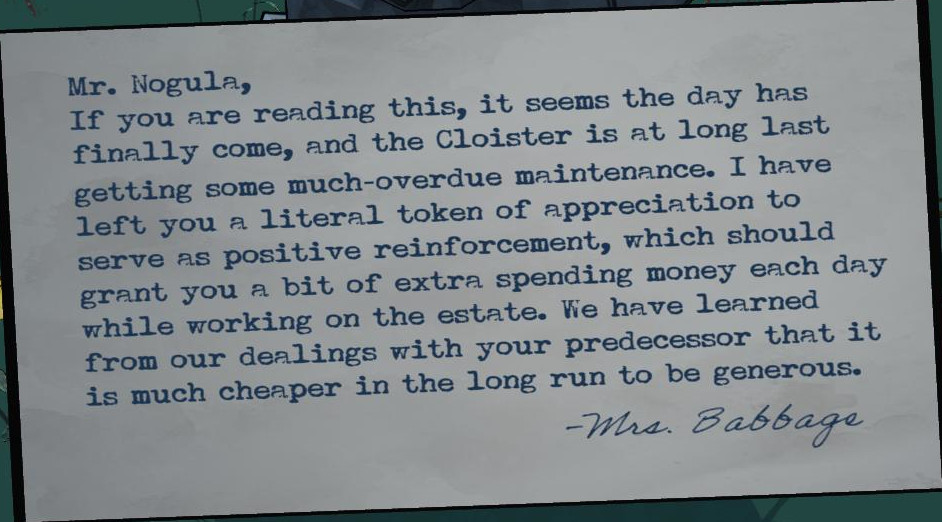 Mr. Nogula,
If you are reading this, it seems the day has
finally come, and the Cloister is at long last
getting some much-overdue maintenance. I have
left you a literal token of appreciation to
serve as positive reinforcement, which should
grant you a bit of extra spending money each day
while working on the estate. We have learned
from our dealings with your predecessor that it
is much cheaper in the long run to be generous.
-Mrs. Babbage